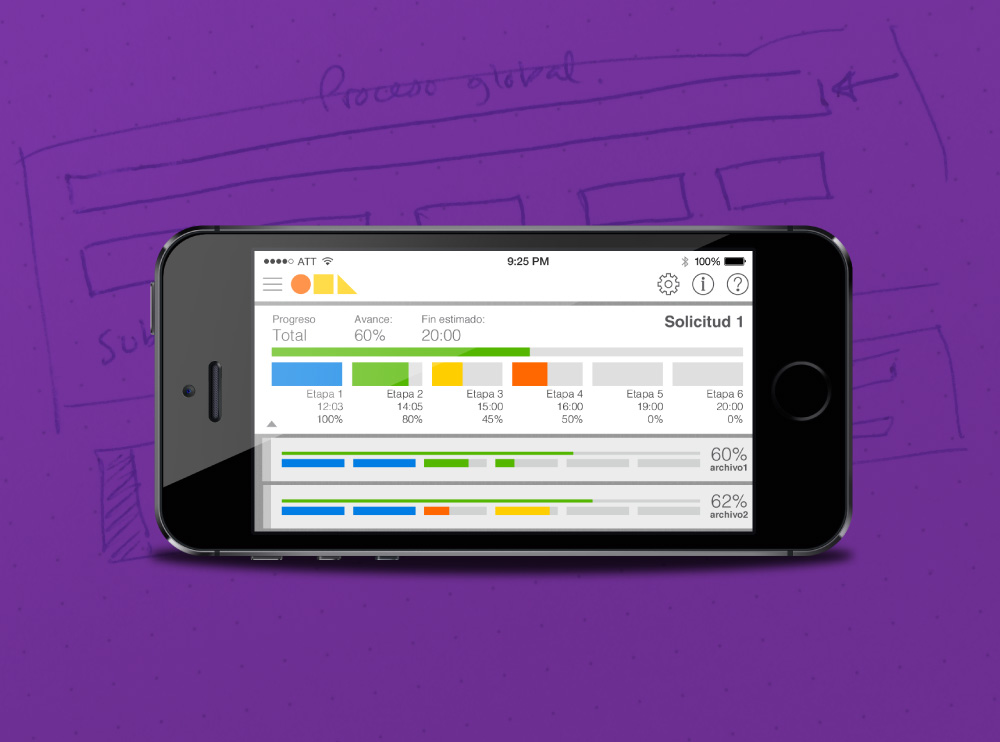 Proceso global.
Sub
ATT
9:25 PM
100%
i
?
Progreso Avance: Fin estimado:
Total 60% 20:00
Solicitud 1
Etapa 1 Etapa 2 Etapa 3 Etapa 4 Etapa 5 Etapa 6
12:03 14:05 15:00 16:00 19:00 20:00
100% 80% 45% 50% 0% 0%
60%
archivo1
62%
archivo2